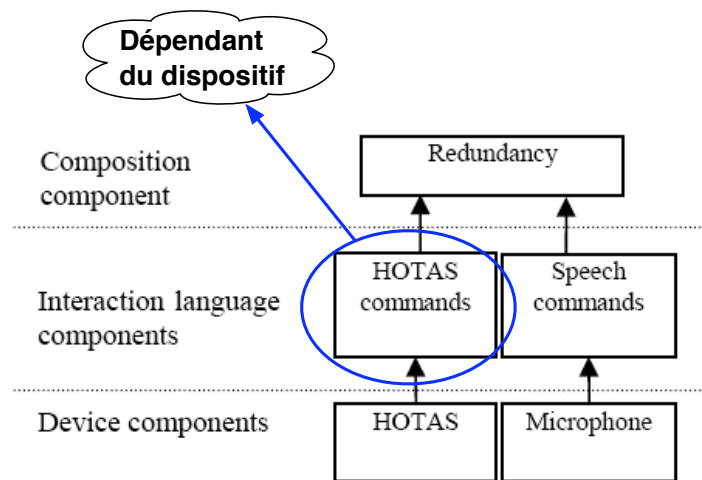 Dépendant
du dispositif
Composition
component
Redundancy
Interaction language
components
HOTAS
commands
Speech
commands
Device components
HOTAS
Microphone